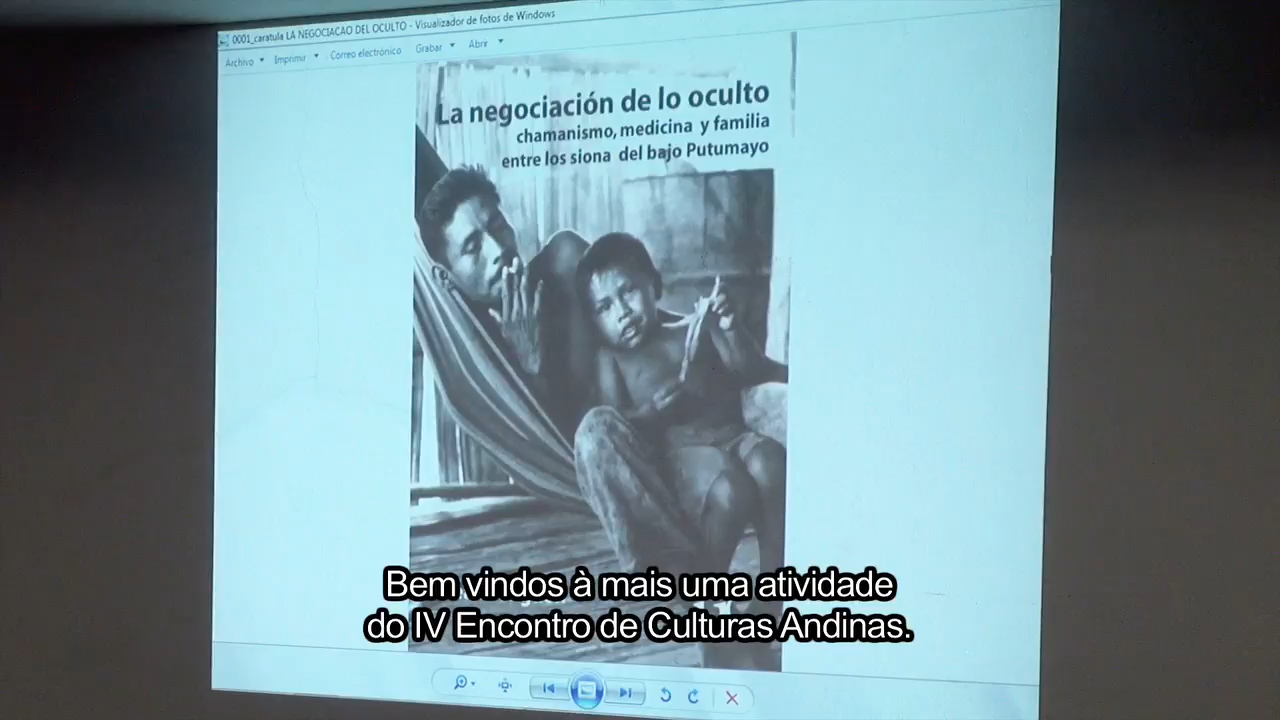 0001_caratula LA NEGOCIACAO DEL OCULTO - Visualizador de fotos de Windows
Archivo Imprimir Correo electrónico Grabar Abrir
La negociación de lo oculto
chamanismo, medicina y familia
entre los siona del bajo Putumayo
Bem vindos à mais uma atividade
do IV Encontro de Culturas Andinas.